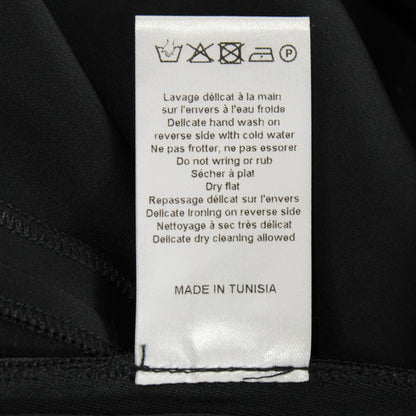 P
Lavage délicat à la main
sur l'envers à l'eau froide
Delicate hand wash on
reverse side with cold water
Ne pas frotter, ne pas essorer
Do not wring or rub
Sécher à plat
Dry flat
Repassage délicat sur l'envers
Delicate ironing on reverse side
Nettoyage à sec très délicat
Delicate dry cleaning allowed
MADE IN TUNISIA